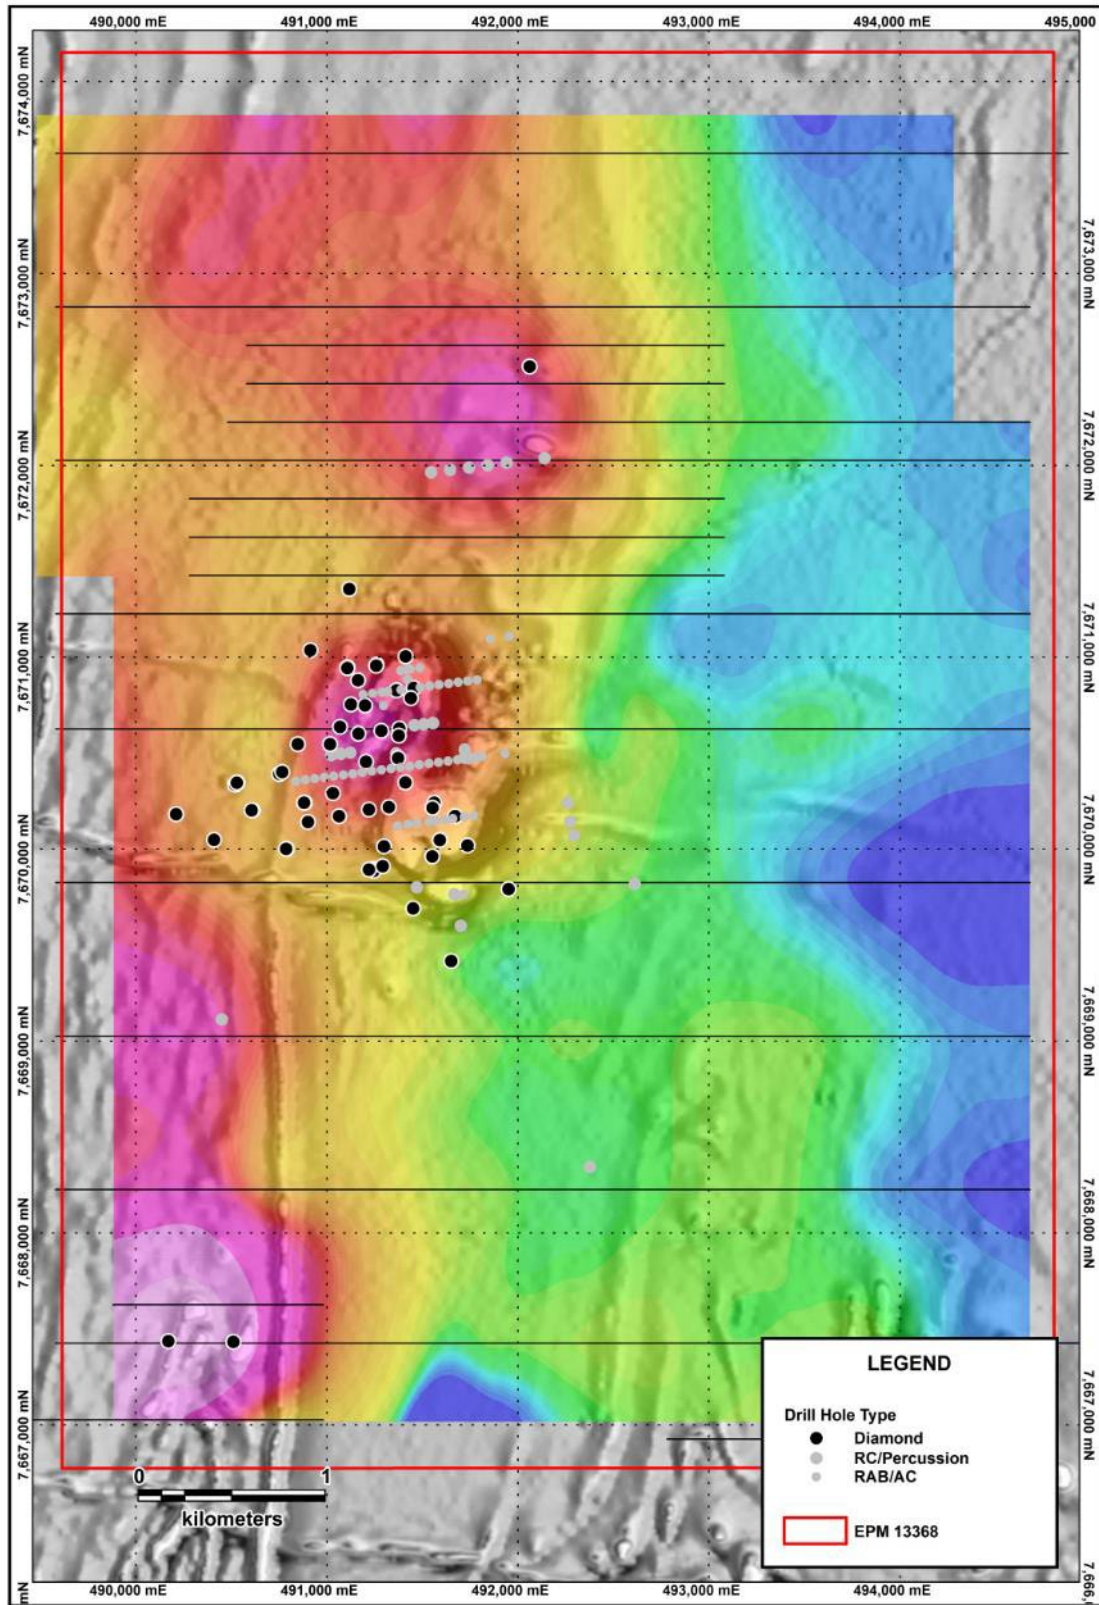 490,000 mE 491,000 mE 492,000 mE 493,000 mE 494,000 mE 495,000
7,674,000 mN
7,673,000 mN
7,672,000 mN
7,671,000 mN
7,670,000 mN
7,669,000 mN
7,668,000 mN
7,667,000 mN
mN
7,673,000 mN
7,672,000 mN
7,671,000 mN
7,670,000 mN
7,669,000 mN
7,668,000 mN
7,667,000 mN
7,666,
LEGEND
Drill Hole Type
Diamond
RC/Percussion
RAB/AC
EPM 13368
0 1
kilometers
490,000 mE 491,000 mE 492,000 mE 493,000 mE 494,000 mE